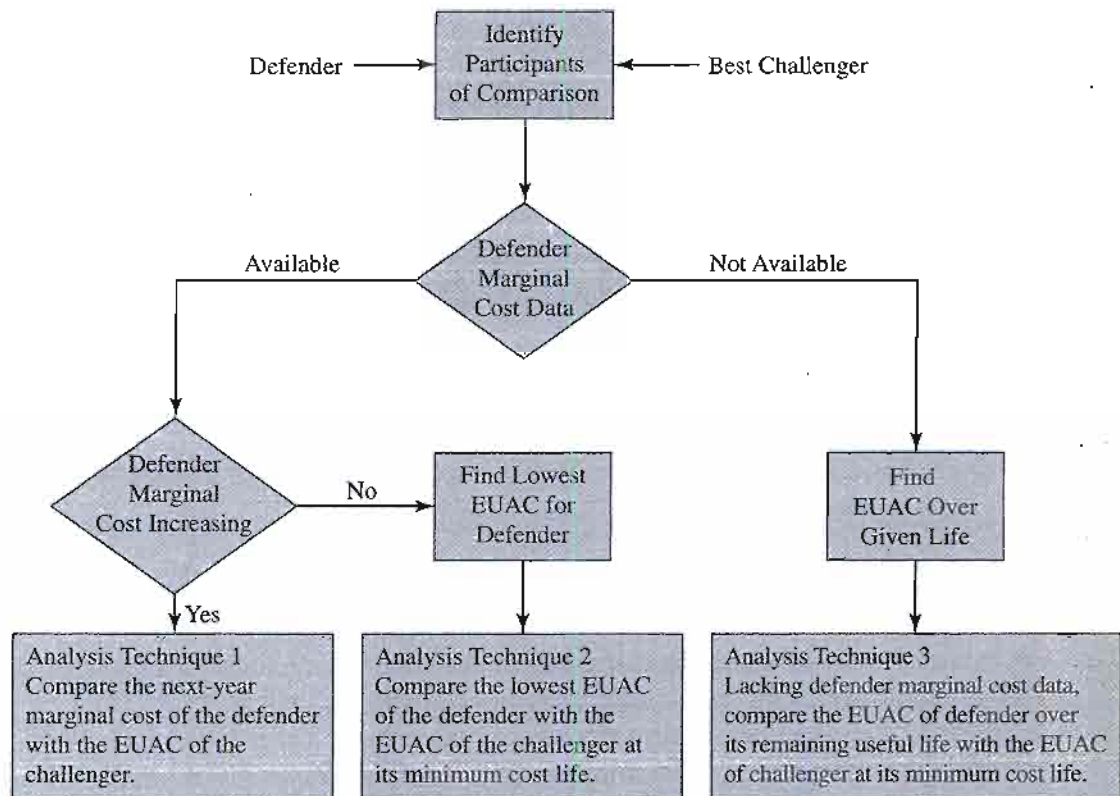 Identify
Participants
of Comparison
Defender
Best Challenger
Defender
Marginal
Cost Data
Available
Not Available
Defender
Marginal
Cost Increasing
No
Find Lowest
EUAC for
Defender
Find
EUAC Over
Given Life
Yes
Analysis Technique 1
Compare the next-year
marginal cost of the defender
with the EUAC of the
challenger.
Analysis Technique 2
Compare the lowest EUAC
of the defender with the
EUAC of the challenger at
its minimum cost life.
Analysis Technique 3
Lacking defender marginal cost data,
compare the EUAC of defender over
its remaining useful life with the EUAC
of challenger at its minimum cost life.